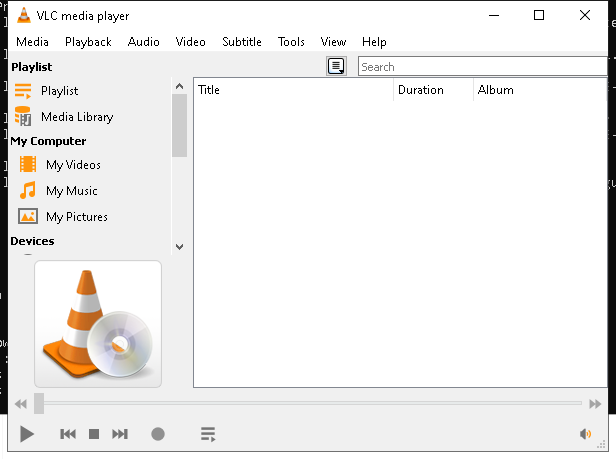 VLC media player
Media Playback Audio Video Subtitle Tools View Help
Playlist
Search
Playlist
Media Library
My Computer
My Videos
My Music
My Pictures
Devices
Title Duration Album